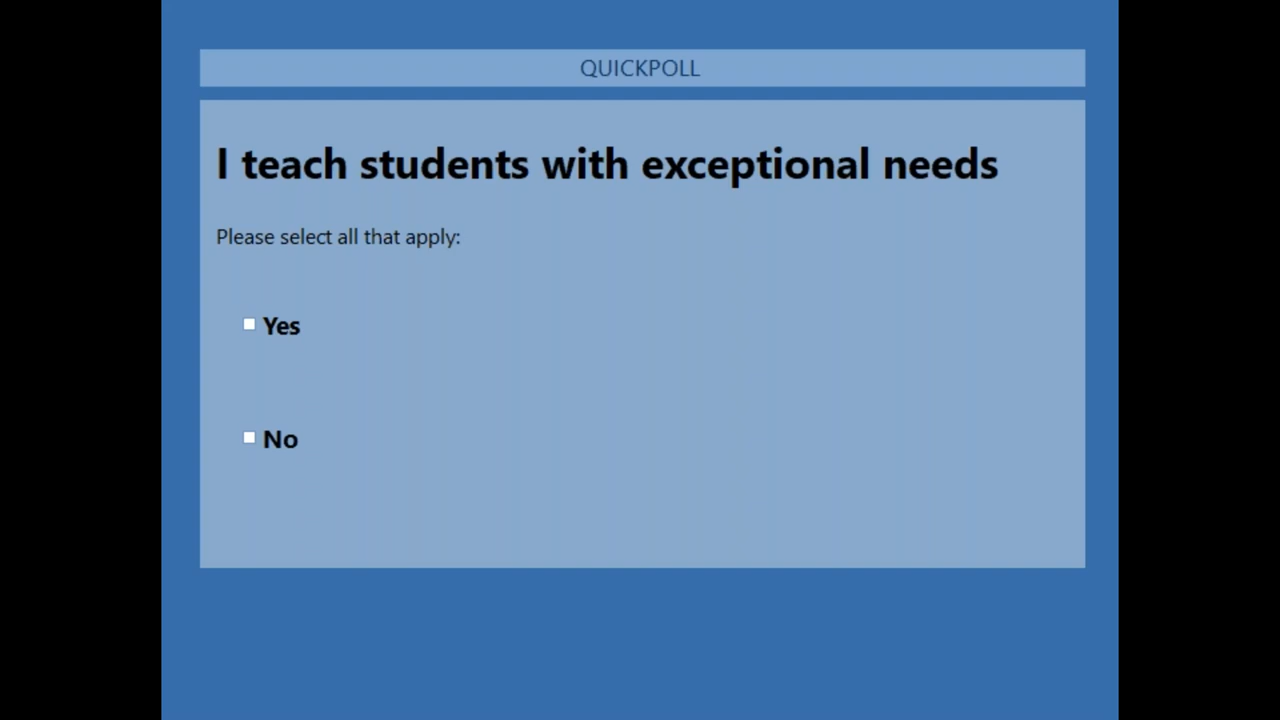 QUICKPOLL
I teach students with exceptional needs
Please select all that apply:
Yes
No